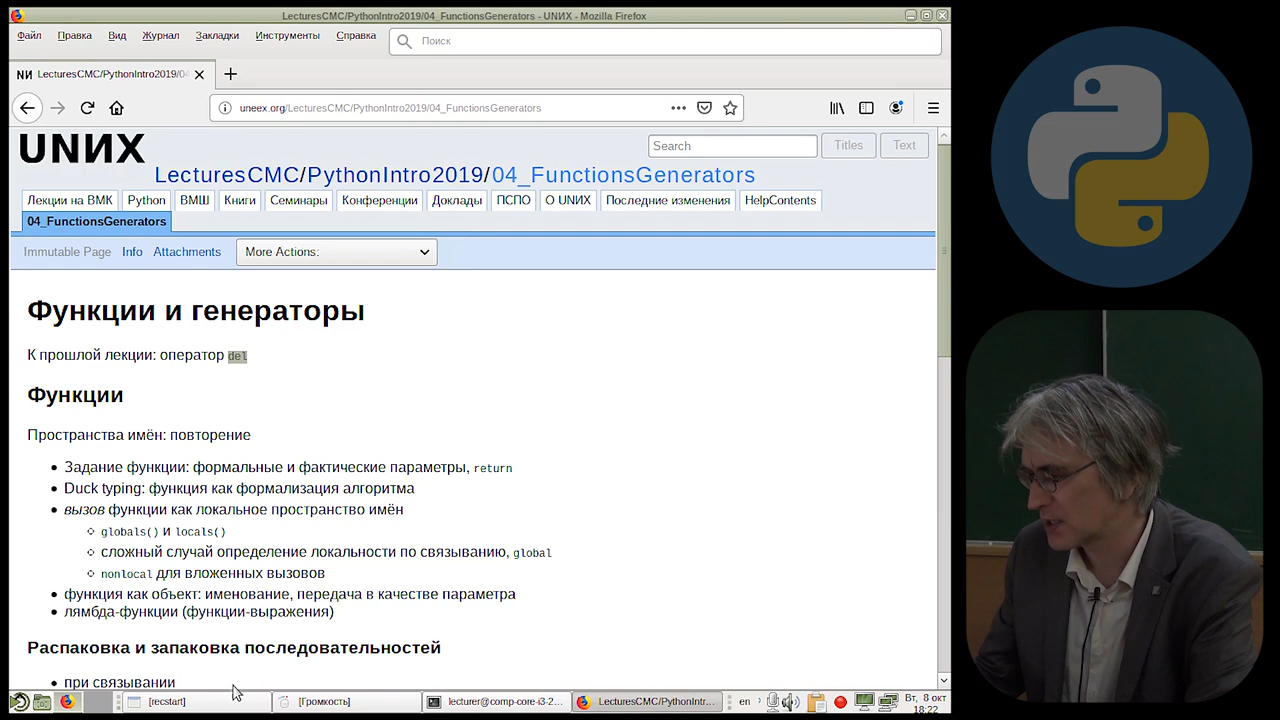 LecturesCMC/PythonIntro2019/04_FunctionsGenerators - UNИX - Mozilla Firefox
Файл Правка Вид Журнал Закладки Инструменты Справка Поиск
NИ LecturesCMC/PythonIntro2019/04
uneex.org/LecturesCMC/PythonIntro2019/04_FunctionsGenerators
UNИX
Search Titles Text
LecturesCMC/PythonIntro2019/04_FunctionsGenerators
Лекции на ВМК Python ВМШ Книги Семинары Конференции Доклады ПСПО О UNИX Последние изменения HelpContents
04_FunctionsGenerators
Immutable Page Info Attachments More Actions:
Функции и генераторы
К прошлой лекции: оператор del
Функции
Пространства имён: повторение
Задание функции: формальные и фактические параметры, return
Duck typing: функция как формализация алгоритма
вызов функции как локальное пространство имён
globals() и locals()
сложный случай определение локальности по связыванию, global
nonlocal для вложенных вызовов
функция как объект: именование, передача в качестве параметра
лямбда-функции (функции-выражения)
Распаковка и запаковка последовательностей
при связывании
[recstart] [Громкость] lecturer@comp-core-i3-2... LecturesCMC/PythonIntr... en Вт, 8 окт
18:22